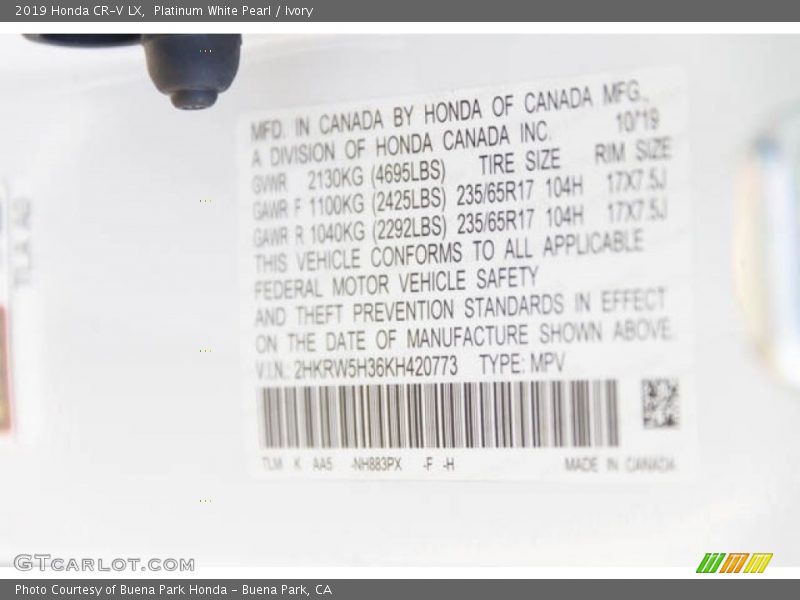 2019 Honda CR-V LX, Platinum White Pearl / Ivory
MFD. IN CANADA BY HONDA OF CANADA MFG.,
A DIVISION OF HONDA CANADA INC. 10*19
GVWR 2130KG (4695LBS) TIRE SIZE RIM SIZE
GAWR F 1100KG (2425LBS) 235/65R17 104H 17X7.5J
GAWR R 1040KG (2292LBS) 235/65R17 104H 17X7.5J
THIS VEHICLE CONFORMS TO ALL APPLICABLE
FEDERAL MOTOR VEHICLE SAFETY
AND THEFT PREVENTION STANDARDS IN EFFECT
ON THE DATE OF MANUFACTURE SHOWN ABOVE.
V.I.N.: 2HKRW5H36KH420773 TYPE: MPV
TLM K AA5 -NH883PX -F -H MADE IN CANADA
TLA A0
GTCARLOT.COM
Photo Courtesy of Buena Park Honda - Buena Park, CA